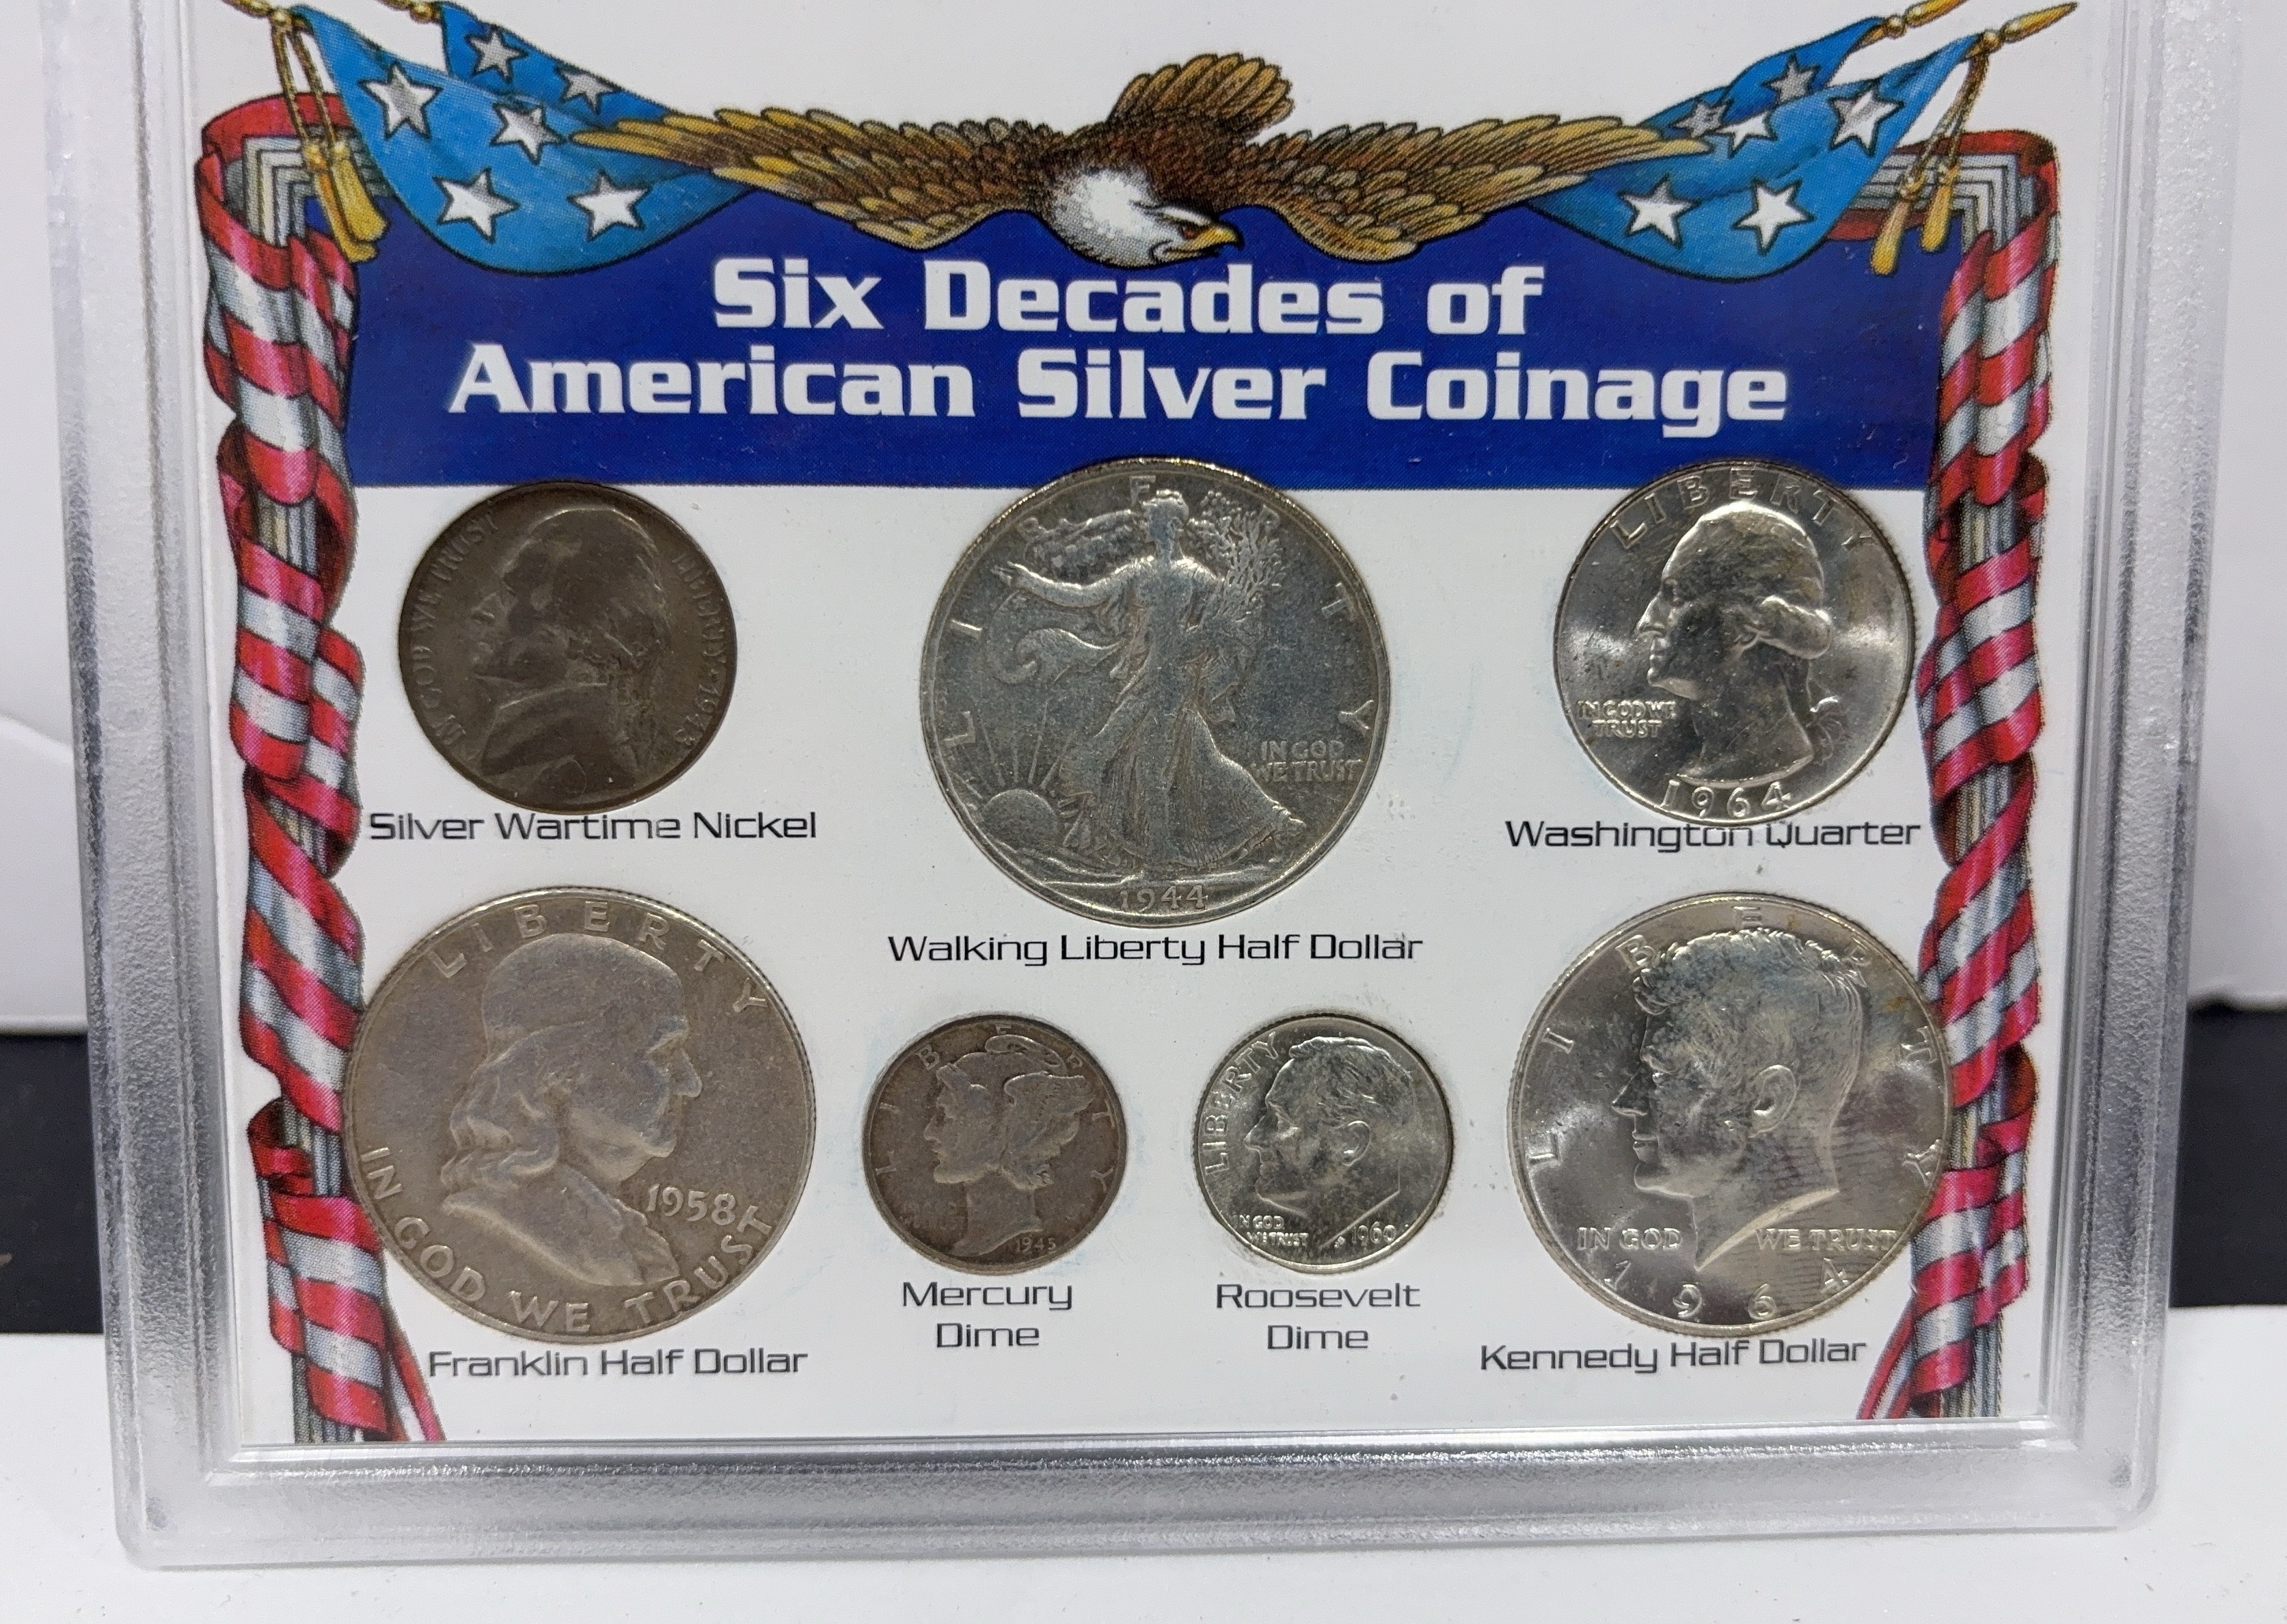 Six Decades of
American Silver Coinage
IN GOD WE TRUST
LIBERTY • 1943
Silver Wartime Nickel
LIBERTY
IN GOD
WE TRUST
1944
Walking Liberty Half Dollar
LIBERTY
IN GOD WE
TRUST
1964
Washington Quarter
LIBERTY
1958
IN GOD WE TRUST
Franklin Half Dollar
LIBERTY
1945
Mercury
Dime
LIBERTY
IN GOD
WE TRUST
1960
Roosevelt
Dime
LIBERTY
IN GOD WE TRUST
1964
Kennedy Half Dollar